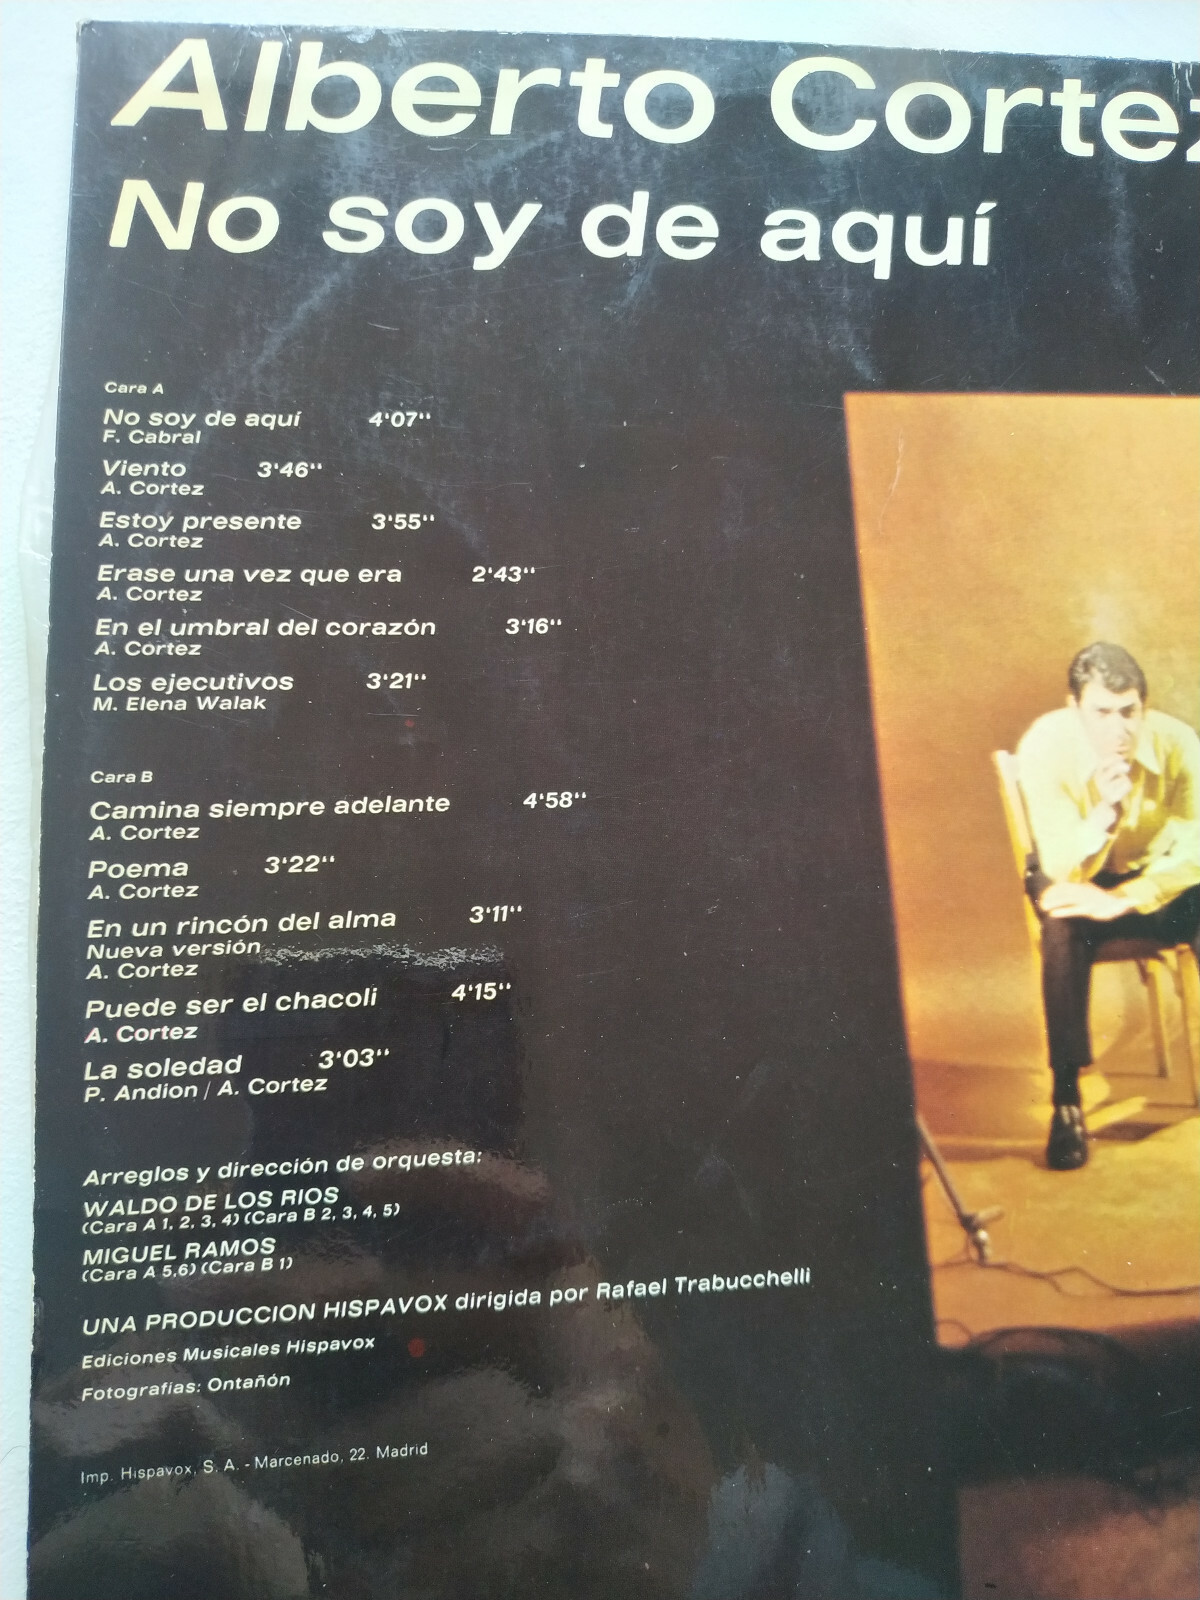 Alberto Cortez
No soy de aquí
Cara A
No soy de aquí 4'07''
F. Cabral
Viento 3'46''
A. Cortez
Estoy presente 3'55''
A. Cortez
Erase una vez que era 2'43''
A. Cortez
En el umbral del corazón 3'16''
A. Cortez
Los ejecutivos 3'21''
M. Elena Walak
Cara B
Camina siempre adelante 4'58''
A. Cortez
Poema 3'22''
A. Cortez
En un rincón del alma 3'11''
Nueva versión
A. Cortez
Puede ser el chacoli 4'15''
A. Cortez
La soledad 3'03''
P. Andion / A. Cortez
Arreglos y dirección de orquesta:
WALDO DE LOS RIOS
(Cara A 1, 2, 3, 4) (Cara B 2, 3, 4, 5)
MIGUEL RAMOS
(Cara A 5,6) (Cara B 1)
UNA PRODUCCION HISPAVOX dirigida por Rafael Trabucchelli
Ediciones Musicales Hispavox
Fotografias: Ontañón
Imp. Hispavox, S. A. - Marcenado, 22. Madrid